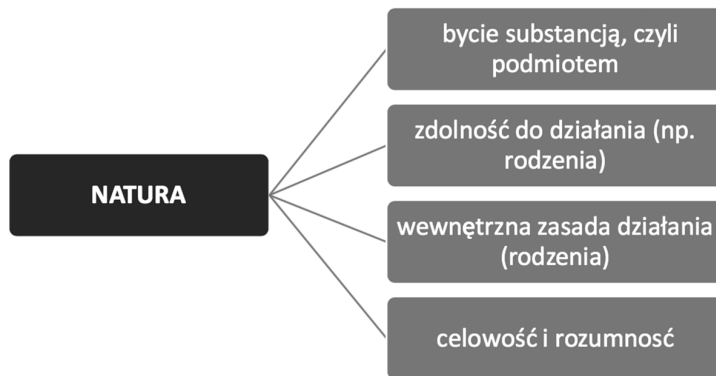 NATURA
bycie substancją, czyli
podmiotem
zdolność do działania (np.
rodzenia)
wewnętrzna zasada działania
(rodzenia)
celowość i rozumnosć